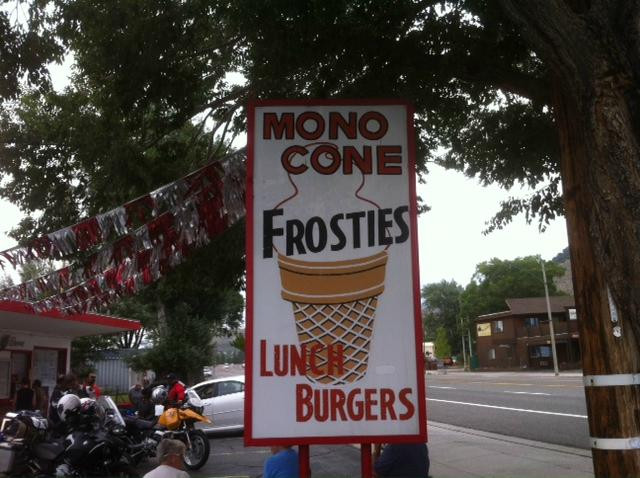 MONO
CONE
FROSTIES
LUNCH
BURGERS